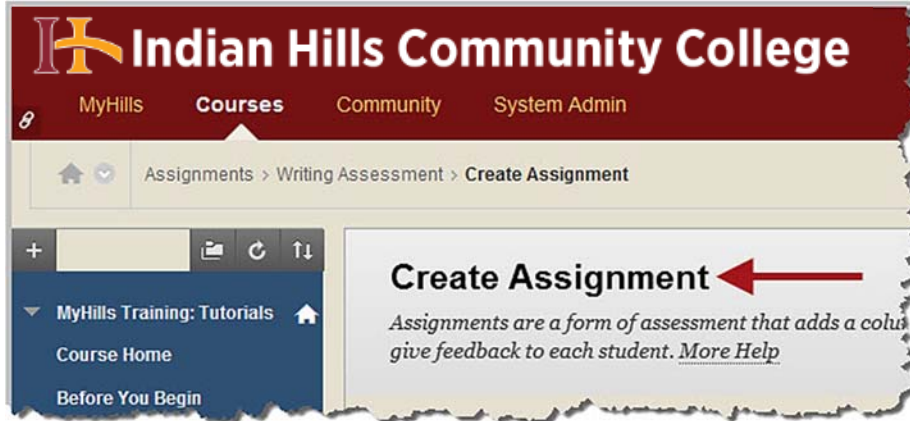 Indian Hills Community College
MyHills Courses Community System Admin
Assignments > Writing Assessment > Create Assignment
Create Assignment
Assignments are a form of assessment that adds a
give feedback to each student. More Help
MyHills Training: Tutorials
Course Home
Before You Begin